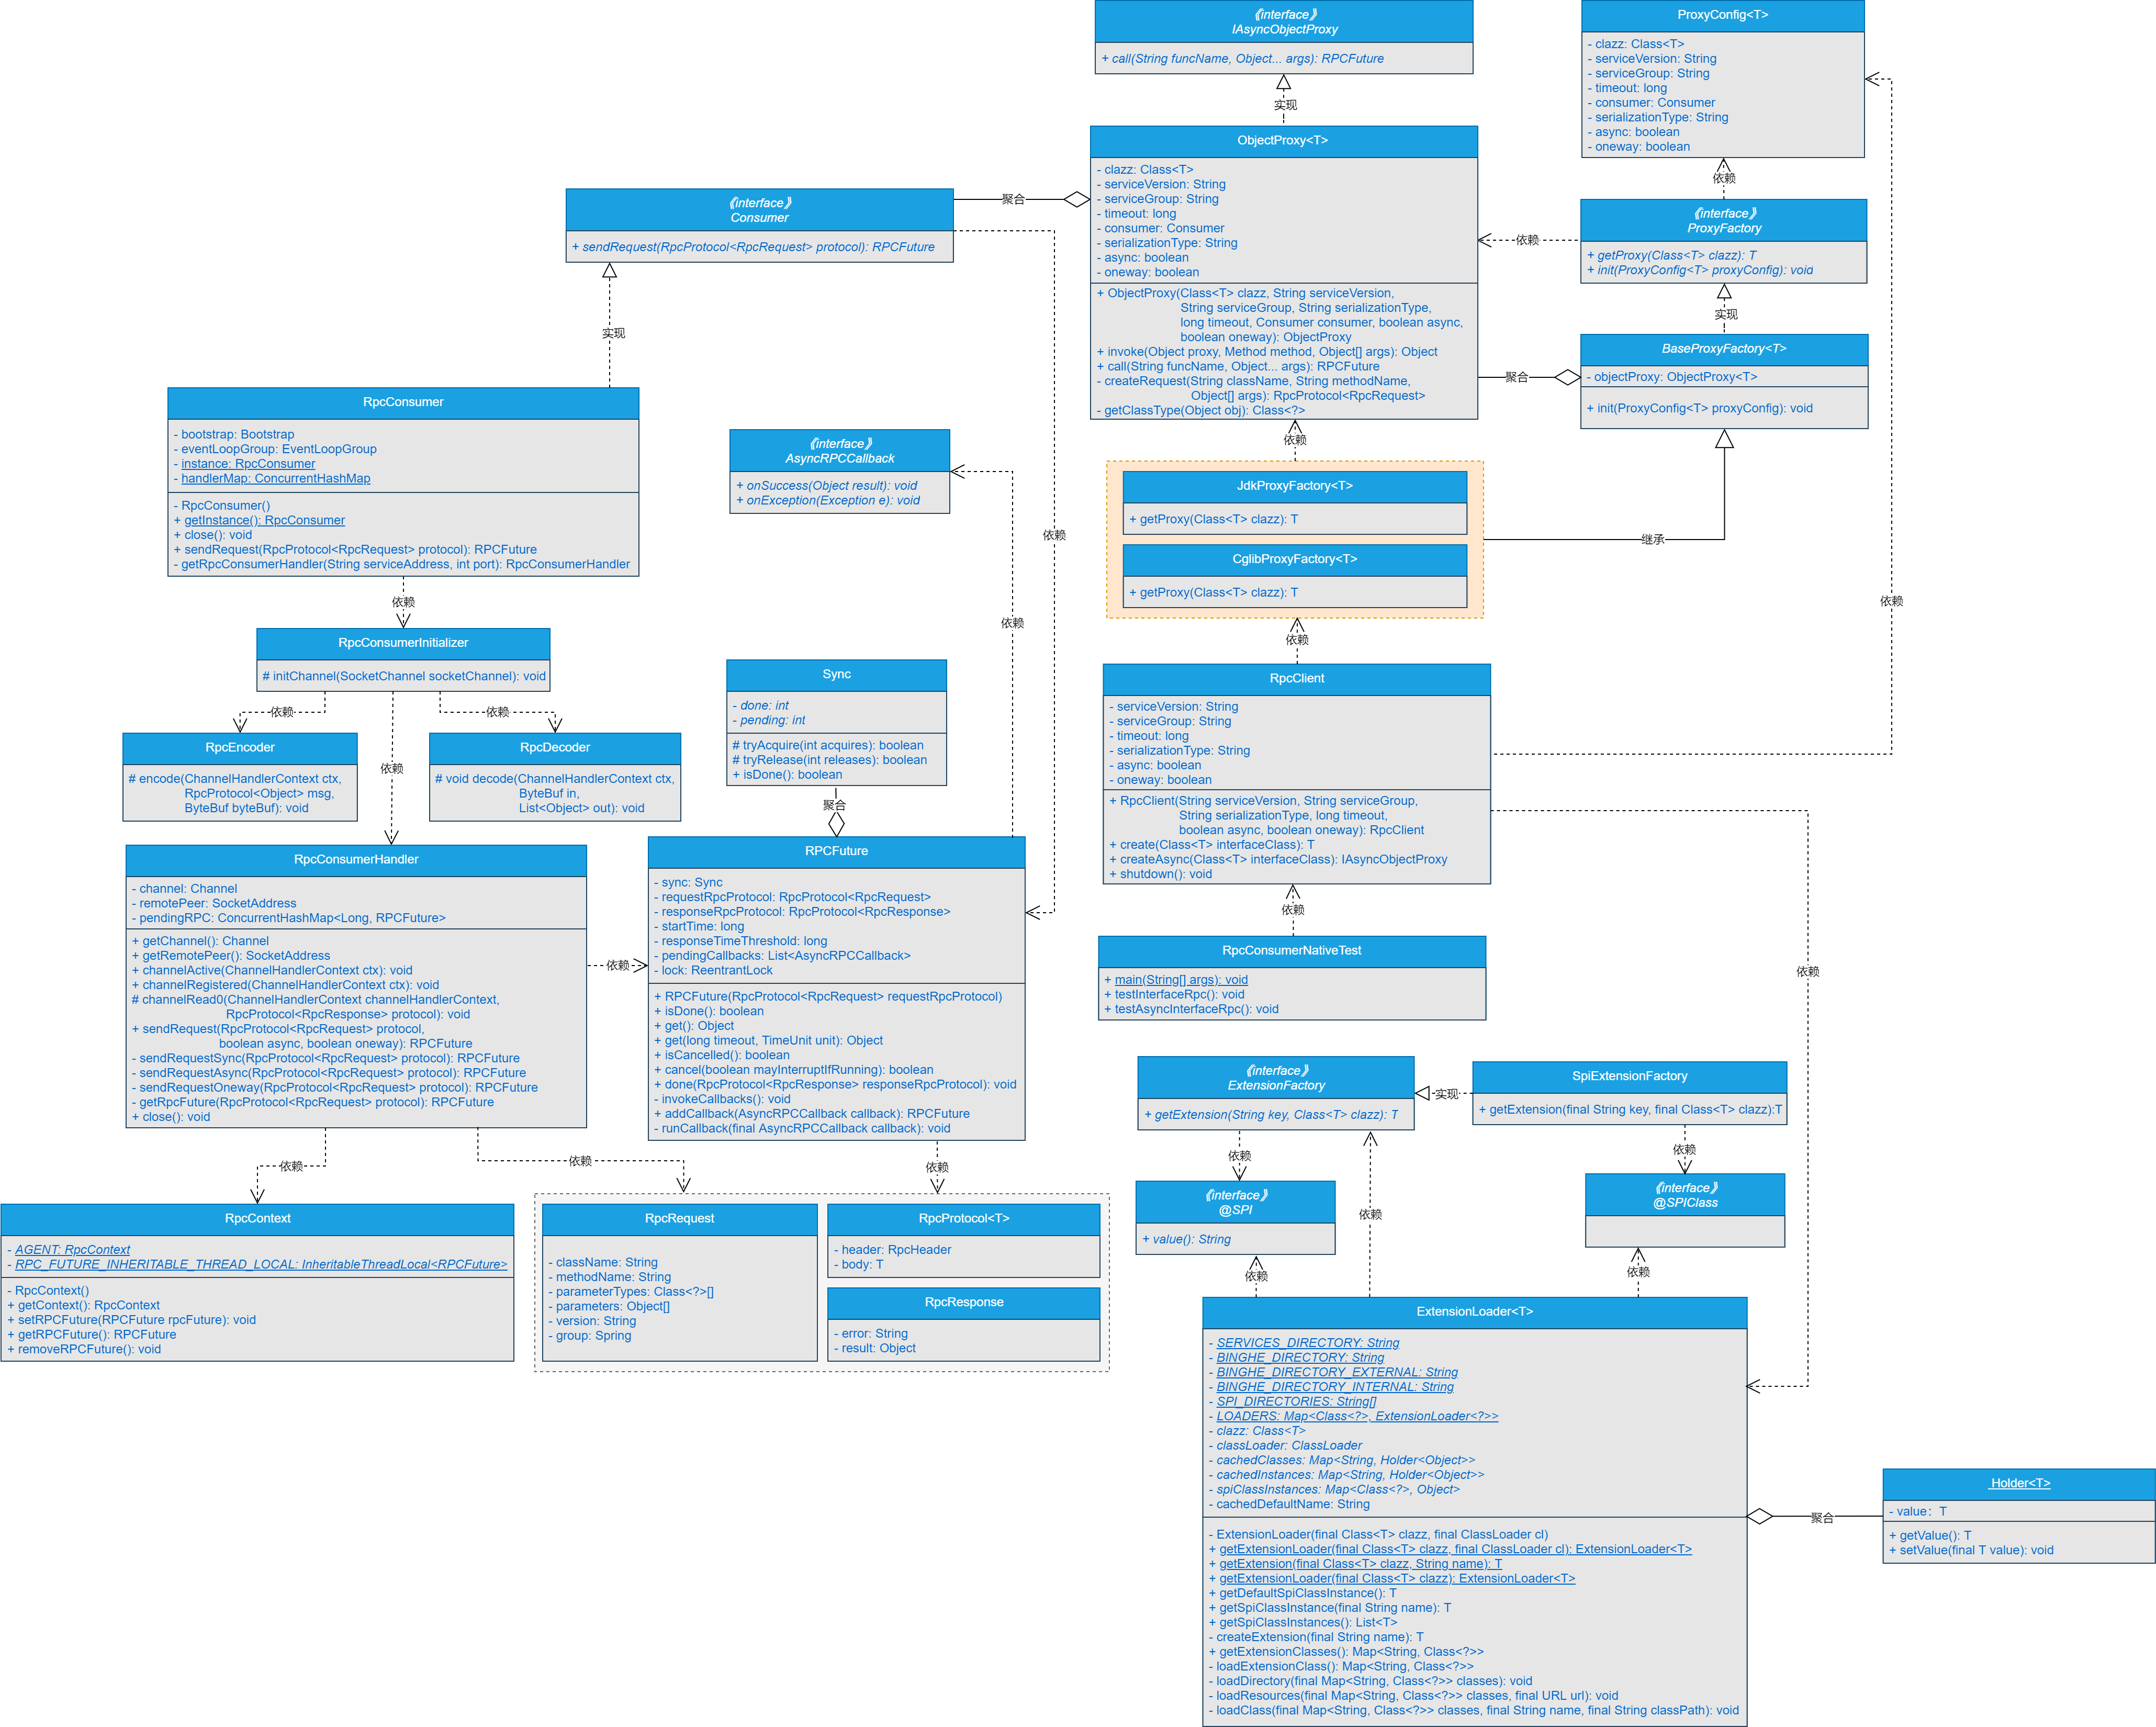 《interface》
IAsyncObjectProxy
+ call(String funcName, Object... args): RPCFuture
实现
ProxyConfig<T>
- clazz: Class<T>
- serviceVersion: String
- serviceGroup: String
- timeout: long
- consumer: Consumer
- serializationType: String
- async: boolean
- oneway: boolean
依赖
ObjectProxy<T>
- clazz: Class<T>
- serviceVersion: String
- serviceGroup: String
- timeout: long
- consumer: Consumer
- serializationType: String
- async: boolean
- oneway: boolean
+ ObjectProxy(Class<T> clazz, String serviceVersion,
String serviceGroup, String serializationType,
long timeout, Consumer consumer, boolean async,
boolean oneway): ObjectProxy
+ invoke(Object proxy, Method method, Object[] args): Object
+ call(String funcName, Object... args): RPCFuture
- createRequest(String className, String methodName,
Object[] args): RpcProtocol<RpcRequest>
- getClassType(Object obj): Class<?>
《interface》
Consumer
+ sendRequest(RpcProtocol<RpcRequest> protocol): RPCFuture
聚合
《interface》
ProxyFactory
+ getProxy(Class<T> clazz): T
+ init(ProxyConfig<T> proxyConfig): void
依赖
实现
实现
BaseProxyFactory<T>
- objectProxy: ObjectProxy<T>
+ init(ProxyConfig<T> proxyConfig): void
聚合
RpcConsumer
- bootstrap: Bootstrap
- eventLoopGroup: EventLoopGroup
- instance: RpcConsumer
- handlerMap: ConcurrentHashMap
- RpcConsumer()
+ getInstance(): RpcConsumer
+ close(): void
+ sendRequest(RpcProtocol<RpcRequest> protocol): RPCFuture
- getRpcConsumerHandler(String serviceAddress, int port): RpcConsumerHandler
《interface》
AsyncRPCCallback
+ onSuccess(Object result): void
+ onException(Exception e): void
依赖
依赖
JdkProxyFactory<T>
+ getProxy(Class<T> clazz): T
CglibProxyFactory<T>
+ getProxy(Class<T> clazz): T
继承
依赖
依赖
依赖
依赖
依赖
RpcConsumerInitializer
# initChannel(SocketChannel socketChannel): void
依赖
依赖
依赖
RpcEncoder
# encode(ChannelHandlerContext ctx,
RpcProtocol<Object> msg,
ByteBuf byteBuf): void
RpcDecoder
# void decode(ChannelHandlerContext ctx,
ByteBuf in,
List<Object> out): void
Sync
- done: int
- pending: int
# tryAcquire(int acquires): boolean
# tryRelease(int releases): boolean
+ isDone(): boolean
聚合
RpcClient
- serviceVersion: String
- serviceGroup: String
- timeout: long
- serializationType: String
- async: boolean
- oneway: boolean
+ RpcClient(String serviceVersion, String serviceGroup,
String serializationType, long timeout,
boolean async, boolean oneway): RpcClient
+ create(Class<T> interfaceClass): T
+ createAsync(Class<T> interfaceClass): IAsyncObjectProxy
+ shutdown(): void
依赖
RpcConsumerHandler
- channel: Channel
- remotePeer: SocketAddress
- pendingRPC: ConcurrentHashMap<Long, RPCFuture>
+ getChannel(): Channel
+ getRemotePeer(): SocketAddress
+ channelActive(ChannelHandlerContext ctx): void
+ channelRegistered(ChannelHandlerContext ctx): void
# channelRead0(ChannelHandlerContext channelHandlerContext,
RpcProtocol<RpcResponse> protocol): void
+ sendRequest(RpcProtocol<RpcRequest> protocol,
boolean async, boolean oneway): RPCFuture
- sendRequestSync(RpcProtocol<RpcRequest> protocol): RPCFuture
- sendRequestAsync(RpcProtocol<RpcRequest> protocol): RPCFuture
- sendRequestOneway(RpcProtocol<RpcRequest> protocol): RPCFuture
- getRpcFuture(RpcProtocol<RpcRequest> protocol): RPCFuture
+ close(): void
依赖
RPCFuture
- sync: Sync
- requestRpcProtocol: RpcProtocol<RpcRequest>
- responseRpcProtocol: RpcProtocol<RpcResponse>
- startTime: long
- responseTimeThreshold: long
- pendingCallbacks: List<AsyncRPCCallback>
- lock: ReentrantLock
+ RPCFuture(RpcProtocol<RpcRequest> requestRpcProtocol)
+ isDone(): boolean
+ get(): Object
+ get(long timeout, TimeUnit unit): Object
+ isCancelled(): boolean
+ cancel(boolean mayInterruptIfRunning): boolean
+ done(RpcProtocol<RpcResponse> responseRpcProtocol): void
- invokeCallbacks(): void
+ addCallback(AsyncRPCCallback callback): RPCFuture
- runCallback(final AsyncRPCCallback callback): void
RpcConsumerNativeTest
+ main(String[] args): void
+ testInterfaceRpc(): void
+ testAsyncInterfaceRpc(): void
依赖
《interface》
ExtensionFactory
+ getExtension(String key, Class<T> clazz): T
实现
SpiExtensionFactory
+ getExtension(final String key, final Class<T> clazz):T
依赖
依赖
依赖
依赖
依赖
依赖
《interface》
@SPI
+ value(): String
《interface》
@SPIClass
依赖
依赖
RpcContext
- AGENT: RpcContext
- RPC_FUTURE_INHERITABLE_THREAD_LOCAL: InheritableThreadLocal<RPCFuture>
- RpcContext()
+ getContext(): RpcContext
+ setRPCFuture(RPCFuture rpcFuture): void
+ getRPCFuture(): RPCFuture
+ removeRPCFuture(): void
RpcRequest
- className: String
- methodName: String
- parameterTypes: Class<?>[]
- parameters: Object[]
- version: String
- group: Spring
RpcProtocol<T>
- header: RpcHeader
- body: T
RpcResponse
- error: String
- result: Object
ExtensionLoader<T>
- SERVICES_DIRECTORY: String
- BINGHE_DIRECTORY: String
- BINGHE_DIRECTORY_EXTERNAL: String
- BINGHE_DIRECTORY_INTERNAL: String
- SPI_DIRECTORIES: String[]
- LOADERS: Map<Class<?>, ExtensionLoader<?>>
- clazz: Class<T>
- classLoader: ClassLoader
- cachedClasses: Map<String, Holder<Object>>
- cachedInstances: Map<String, Holder<Object>>
- spiClassInstances: Map<Class<?>, Object>
- cachedDefaultName: String
- ExtensionLoader(final Class<T> clazz, final ClassLoader cl)
+ getExtensionLoader(final Class<T> clazz, final ClassLoader cl): ExtensionLoader<T>
+ getExtension(final Class<T> clazz, String name): T
+ getExtensionLoader(final Class<T> clazz): ExtensionLoader<T>
+ getDefaultSpiClassInstance(): T
+ getSpiClassInstance(final String name): T
+ getSpiClassInstances(): List<T>
- createExtension(final String name): T
+ getExtensionClasses(): Map<String, Class<?>>
- loadExtensionClass(): Map<String, Class<?>>
- loadDirectory(final Map<String, Class<?>> classes): void
- loadResources(final Map<String, Class<?>> classes, final URL url): void
- loadClass(final Map<String, Class<?>> classes, final String name, final String classPath): void
聚合
Holder<T>
- value： T
+ getValue(): T
+ setValue(final T value): void